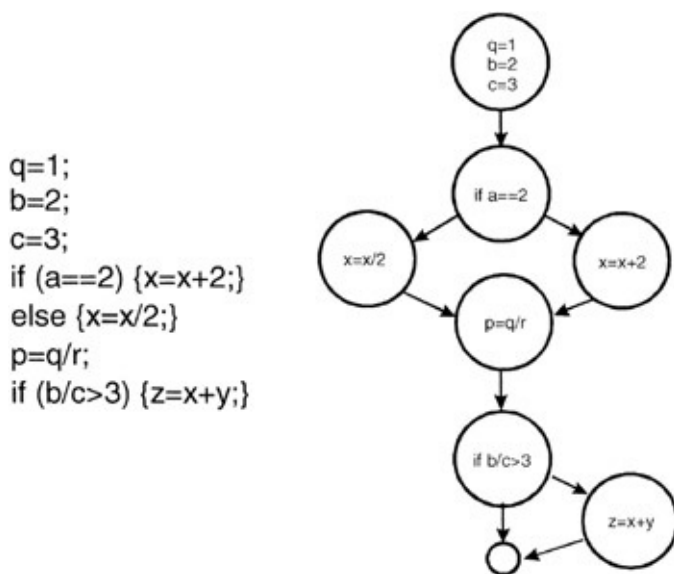 q=1;
b=2;
c=3;
if (a==2) {x=x+2;}
else {x=x/2;}
p=q/r;
if (b/c>3) {z=x+y;}
q=1
b=2
c=3
if a==2
x=x/2
x=x+2
p=q/r
if b/c>3
z=x+y